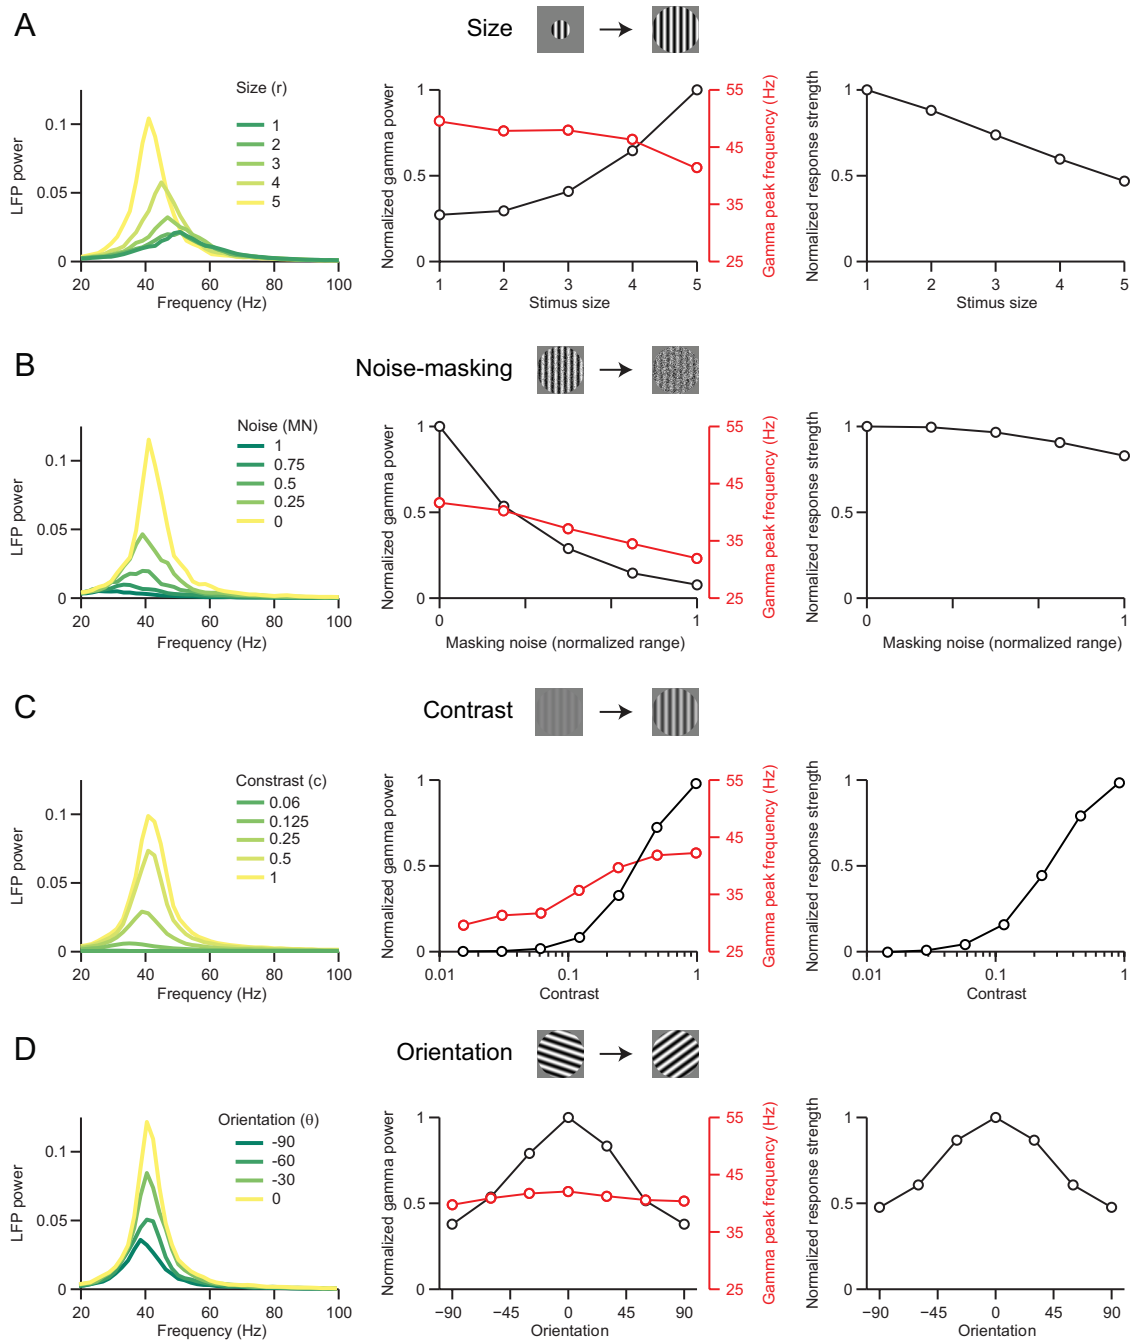 A
Size
Size (r)
1
2
3
4
5
LFP power
0.1
0.05
0
20 40 60 80 100
Frequency (Hz)
Normalized gamma power
1
0.5
0
1 2 3 4 5
Stimus size
Gamma peak frequency (Hz)
55
45
35
25
Normalized response strength
1
0.5
0
1 2 3 4 5
Stimus size
B
Noise-masking
Noise (MN)
1
0.75
0.5
0.25
0
LFP power
0.1
0.05
0
20 40 60 80 100
Frequency (Hz)
Normalized gamma power
1
0.5
0
0 1
Masking noise (normalized range)
Gamma peak frequency (Hz)
55
45
35
25
Normalized response strength
1
0.5
0
0 1
Masking noise (normalized range)
C
Contrast
Constrast (c)
0.06
0.125
0.25
0.5
1
LFP power
0.1
0.05
0
20 40 60 80 100
Frequency (Hz)
Normalized gamma power
1
0.5
0
0.01 0.1 1
Contrast
Gamma peak frequency (Hz)
55
45
35
25
Normalized response strength
1
0.5
0
0.01 0.1 1
Contrast
D
Orientation
Orientation (θ)
-90
-60
-30
0
LFP power
0.1
0.05
0
20 40 60 80 100
Frequency (Hz)
Normalized gamma power
1
0.5
0
−90 −45 0 45 90
Orientation
Gamma peak frequency (Hz)
55
45
35
25
Normalized response strength
1
0.5
0
−90 −45 0 45 90
Orientation